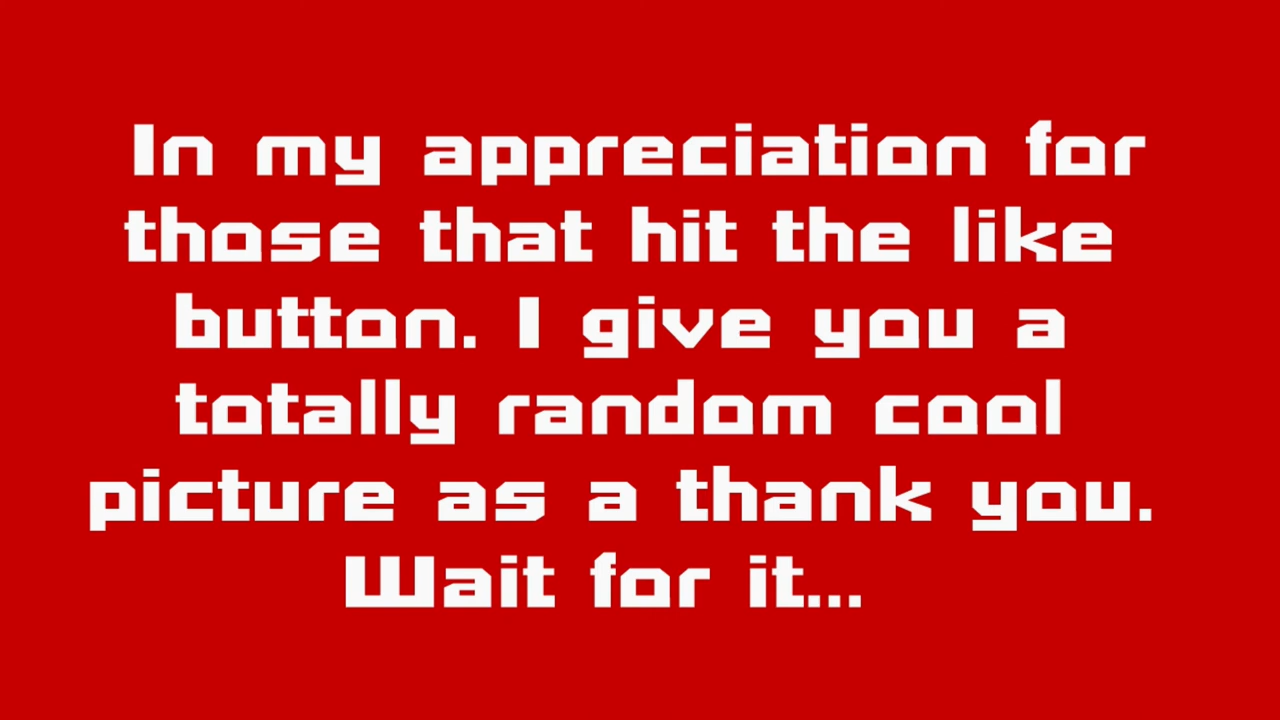 In my appreciation for
those that hit the like
button. I give you a
totally random cool
picture as a thank you.
Wait for it...